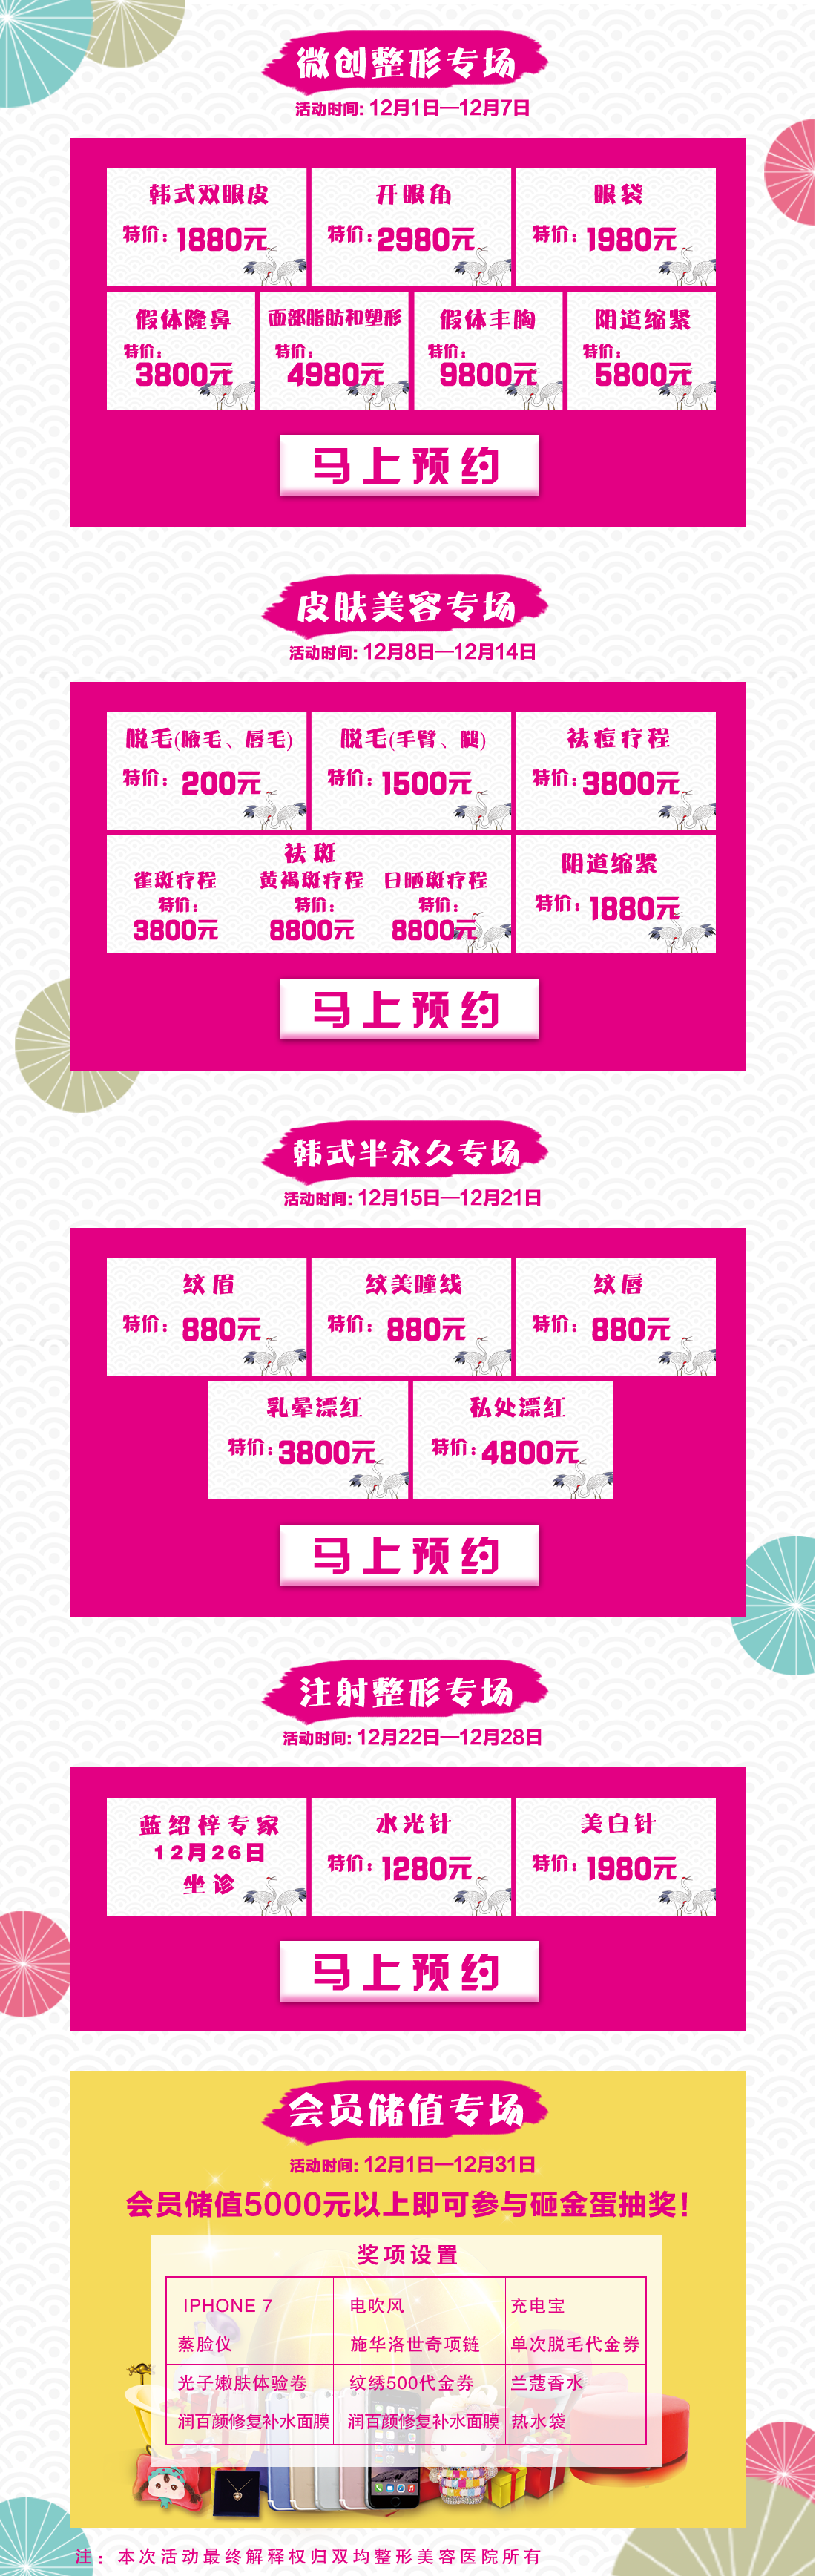 微创整形专场
活动时间: 12月1日—12月7日
韩式双眼皮
特价: 1880元
开眼角
特价: 2980元
眼袋
特价: 1980元
假体隆鼻
特价:
3800元
面部脂肪和塑形
特价:
4980元
假体丰胸
特价:
9800元
阴道缩紧
特价:
5800元
马上预约
皮肤美容专场
活动时间: 12月8日—12月14日
脱毛(腋毛、唇毛)
特价: 200元
脱毛(手臂、腿)
特价: 1500元
祛痘疗程
特价: 3800元
祛斑
雀斑疗程
特价:
3800元
黄褐斑疗程
特价:
8800元
日晒斑疗程
特价:
8800元
阴道缩紧
特价: 1880元
马上预约
韩式半永久专场
活动时间: 12月15日—12月21日
纹眉
特价: 880元
纹美瞳线
特价: 880元
纹唇
特价: 880元
乳晕漂红
特价: 3800元
私处漂红
特价: 4800元
马上预约
注射整形专场
活动时间: 12月22日—12月28日
蓝绍梓专家
12月26日
坐诊
水光针
特价: 1280元
美白针
特价: 1980元
马上预约
会员储值专场
活动时间: 12月1日—12月31日
会员储值5000元以上即可参与砸金蛋抽奖!
奖项设置
IPHONE 7 电吹风 充电宝
蒸脸仪 施华洛世奇项链 单次脱毛代金券
光子嫩肤体验卷 纹绣500代金券 兰蔻香水
润百颜修复补水面膜 润百颜修复补水面膜 热水袋
注: 本次活动最终解释权归双均整形美容医院所有